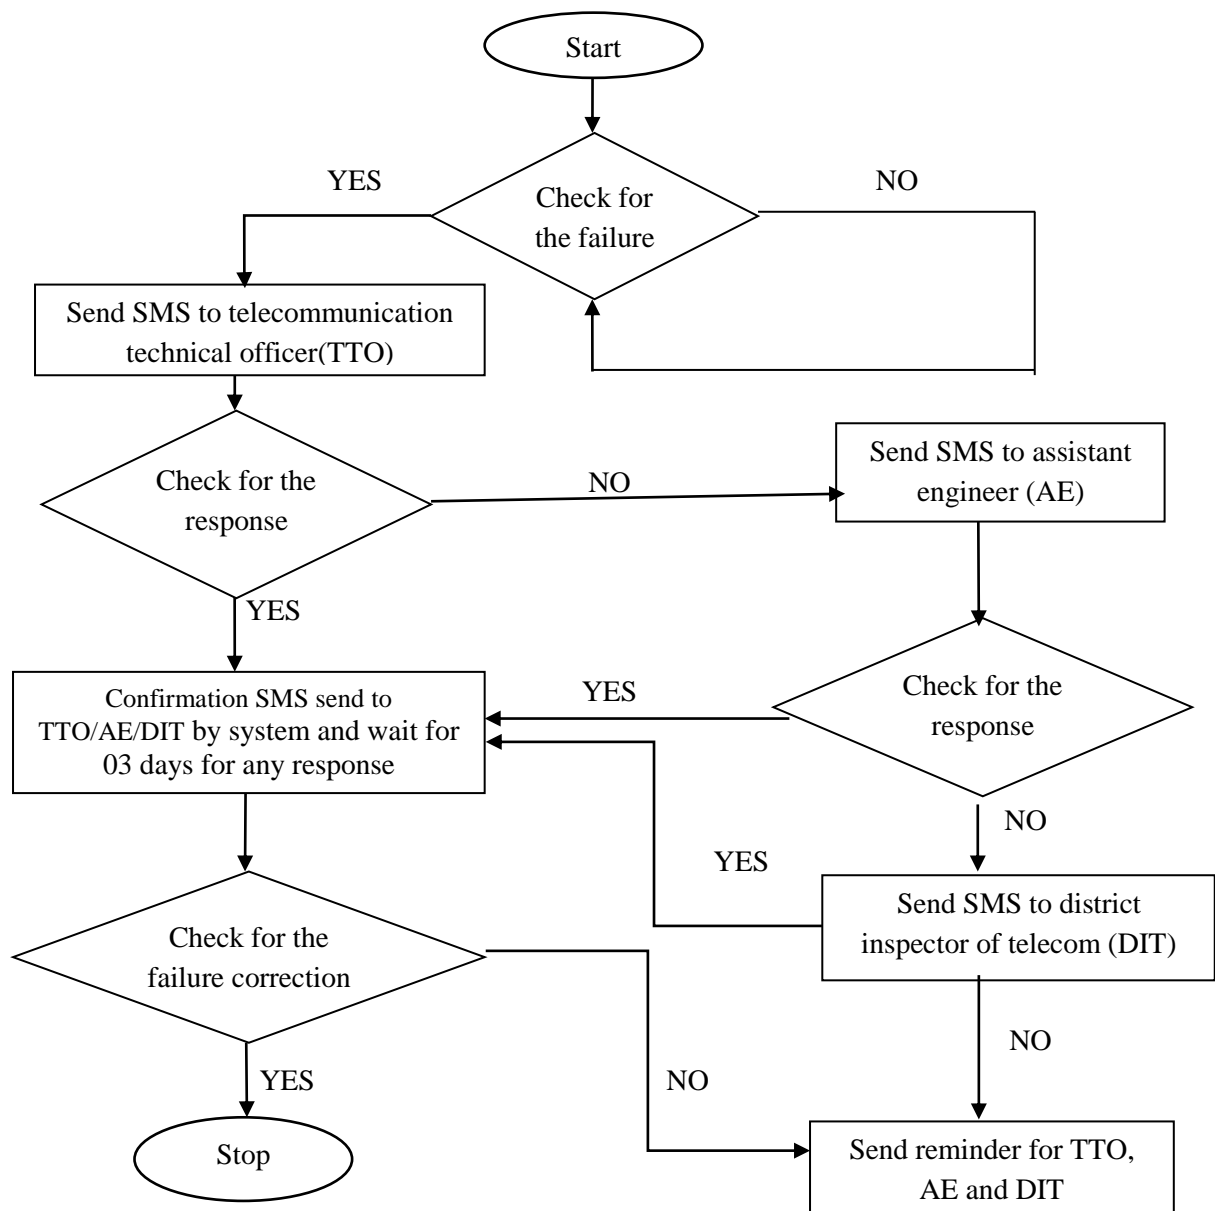 Start
YES
NO
Check for
the failure
Send SMS to telecommunication
technical officer(TTO)
Check for the
response
NO
Send SMS to assistant
engineer (AE)
YES
Confirmation SMS send to
TTO/AE/DIT by system and wait for
03 days for any response
YES
Check for the
response
NO
YES
Send SMS to district
inspector of telecom (DIT)
Check for the
failure correction
NO
YES
NO
Stop
Send reminder for TTO,
AE and DIT